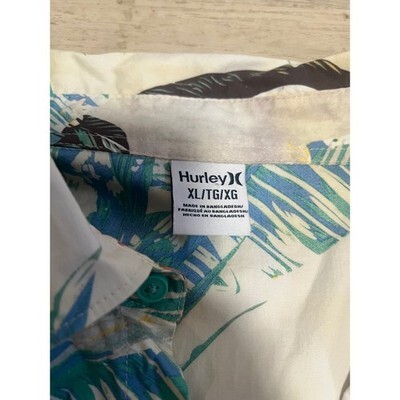 Hurley
XL/TG/XG
MADE IN BANGLADESH/
FABRIQUÉ AU BANGLADESH/
HECHO EN BANGLADESH